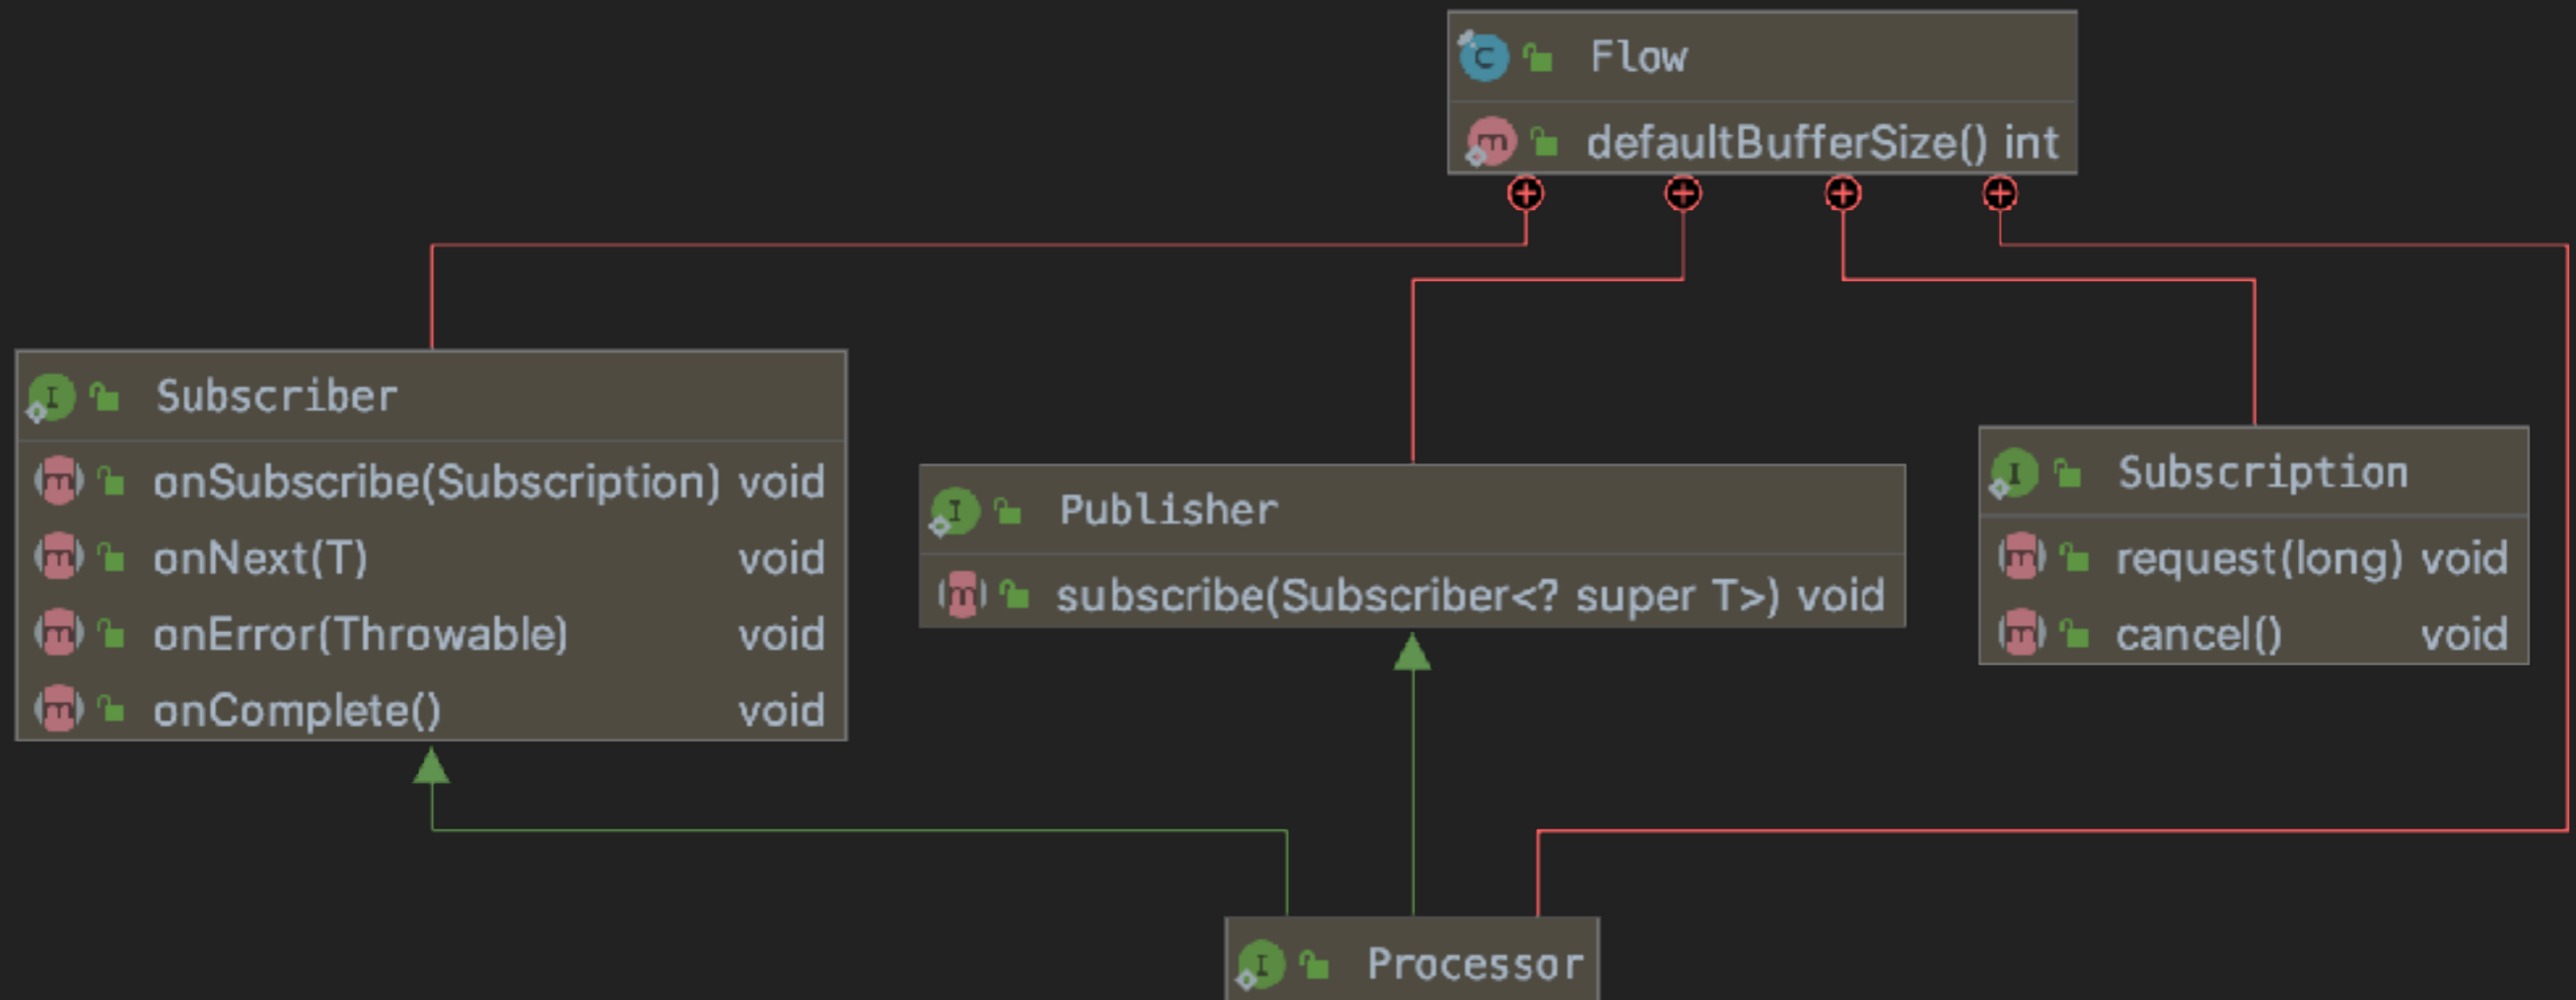 Flow
defaultBufferSize() int
Subscriber
onSubscribe(Subscription) void
onNext(T) void
onError(Throwable) void
onComplete() void
Publisher
subscribe(Subscriber<? super T>) void
Subscription
request(long) void
cancel() void
Processor